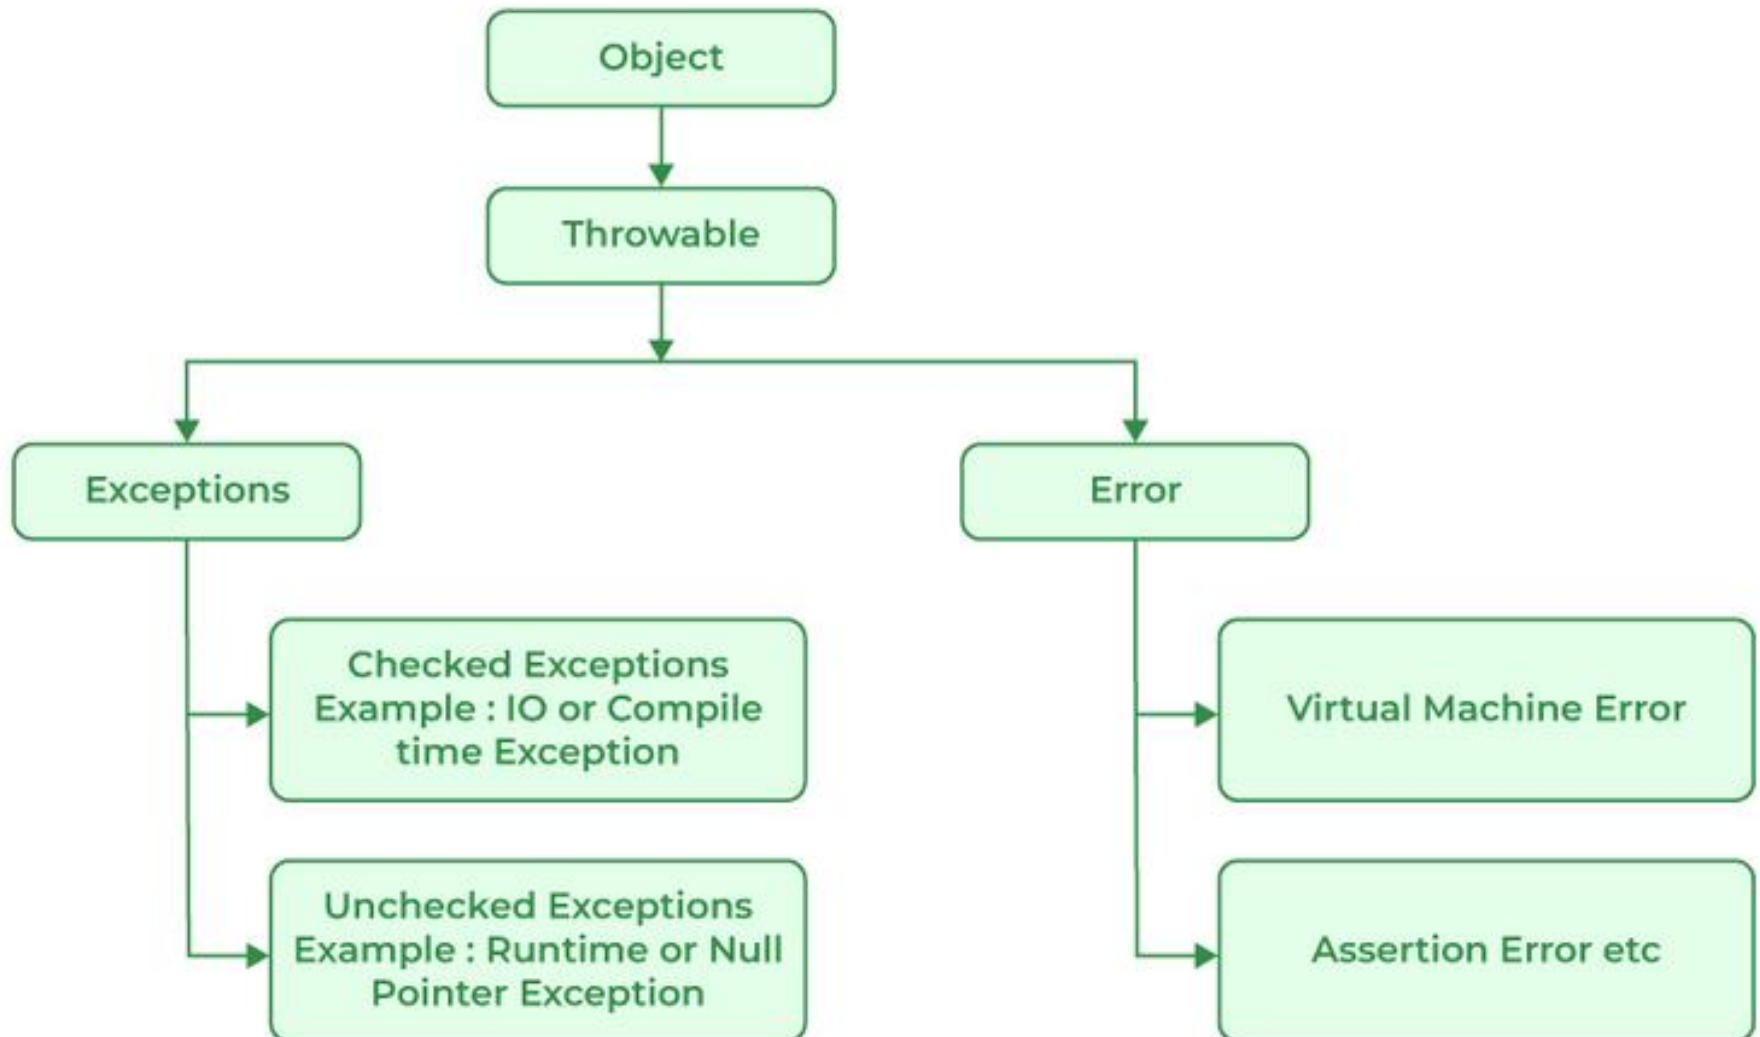 Object
Throwable
Exceptions
Error
Checked Exceptions
Example : IO or Compile
time Exception
Virtual Machine Error
Unchecked Exceptions
Example : Runtime or Null
Pointer Exception
Assertion Error etc